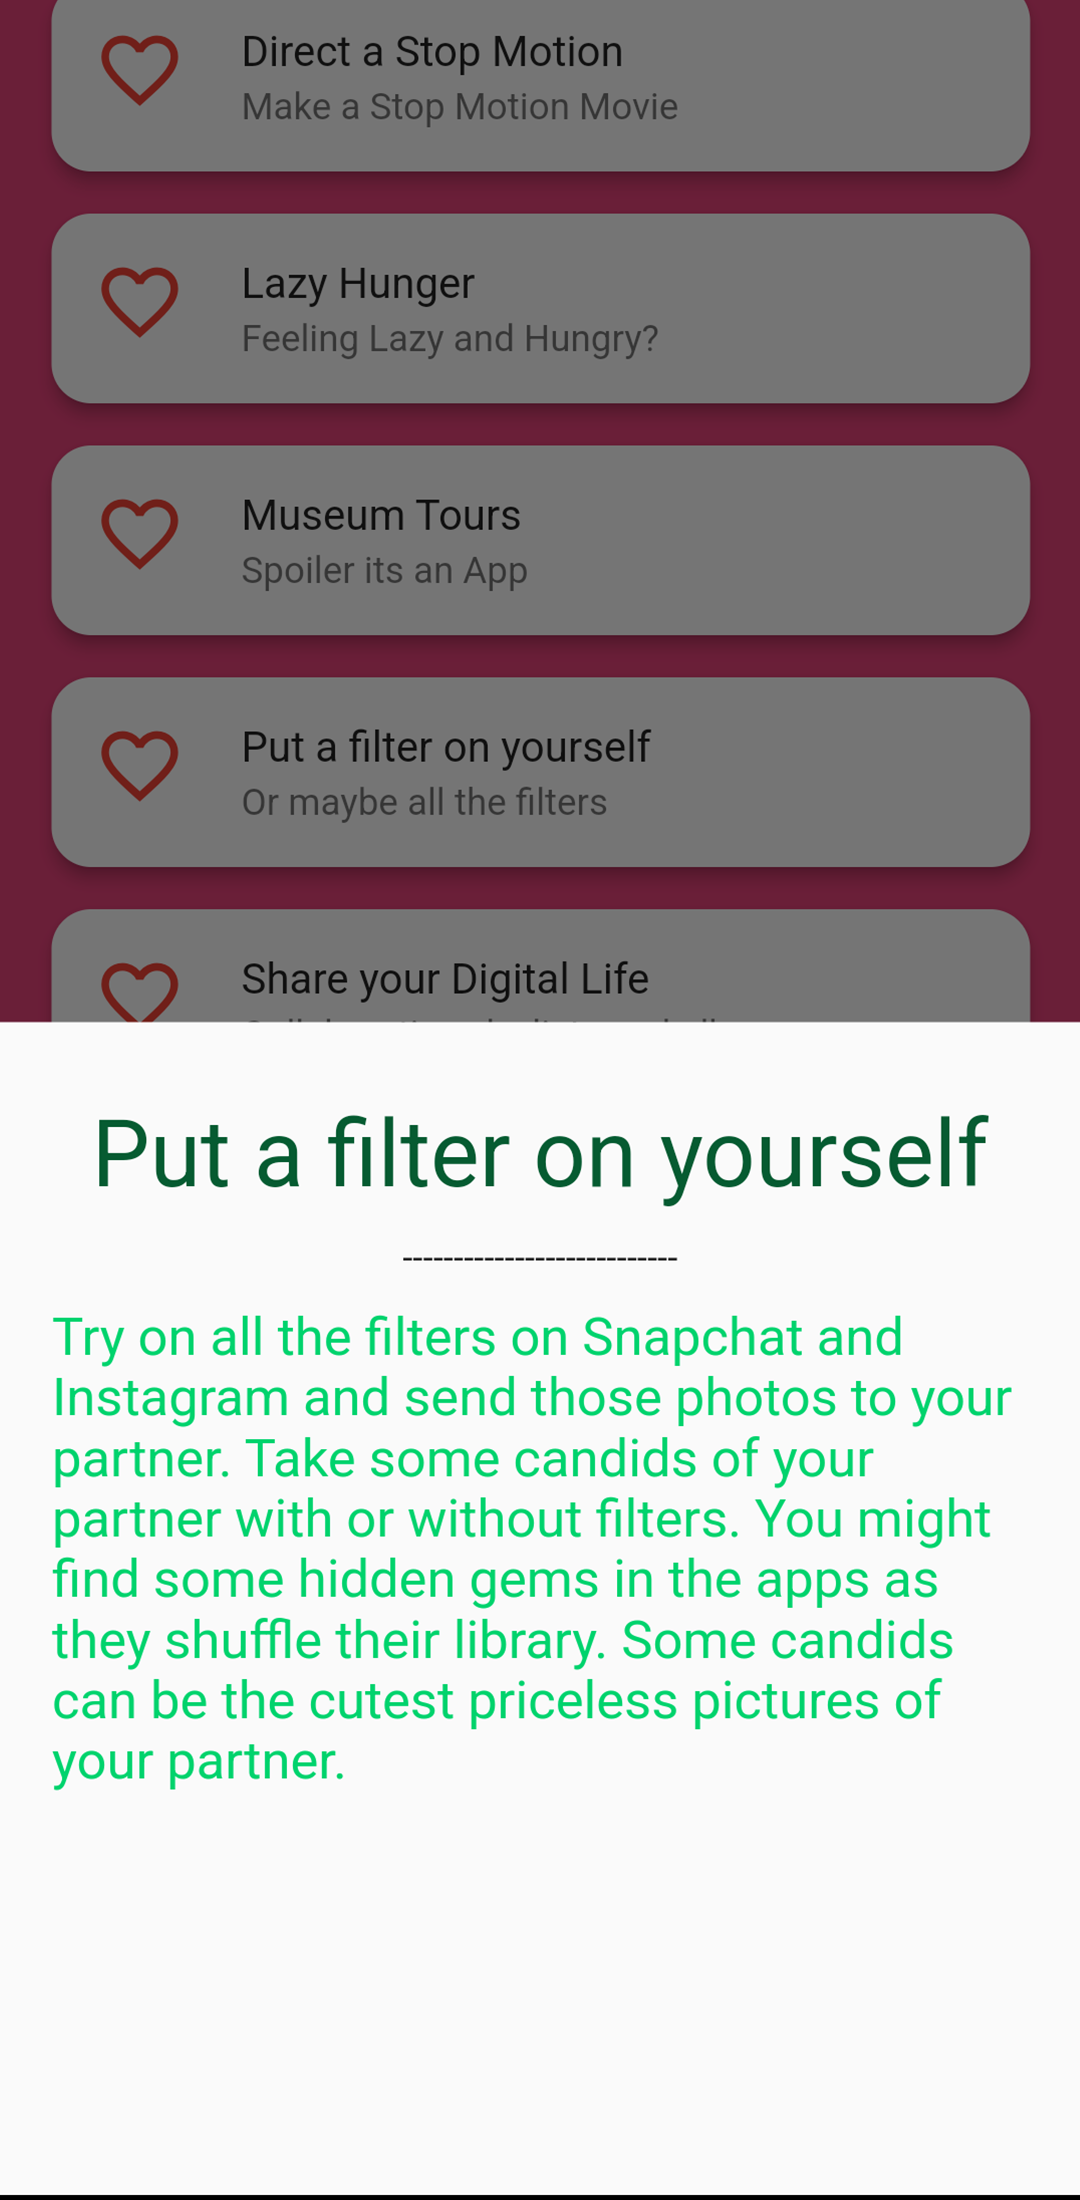 Direct a Stop Motion
Make a Stop Motion Movie
Lazy Hunger
Feeling Lazy and Hungry?
Museum Tours
Spoiler its an App
Put a filter on yourself
Or maybe all the filters
Share your Digital Life
Put a filter on yourself
---------------------------
Try on all the filters on Snapchat and
Instagram and send those photos to your
partner. Take some candids of your
partner with or without filters. You might
find some hidden gems in the apps as
they shuffle their library. Some candids
can be the cutest priceless pictures of
your partner.